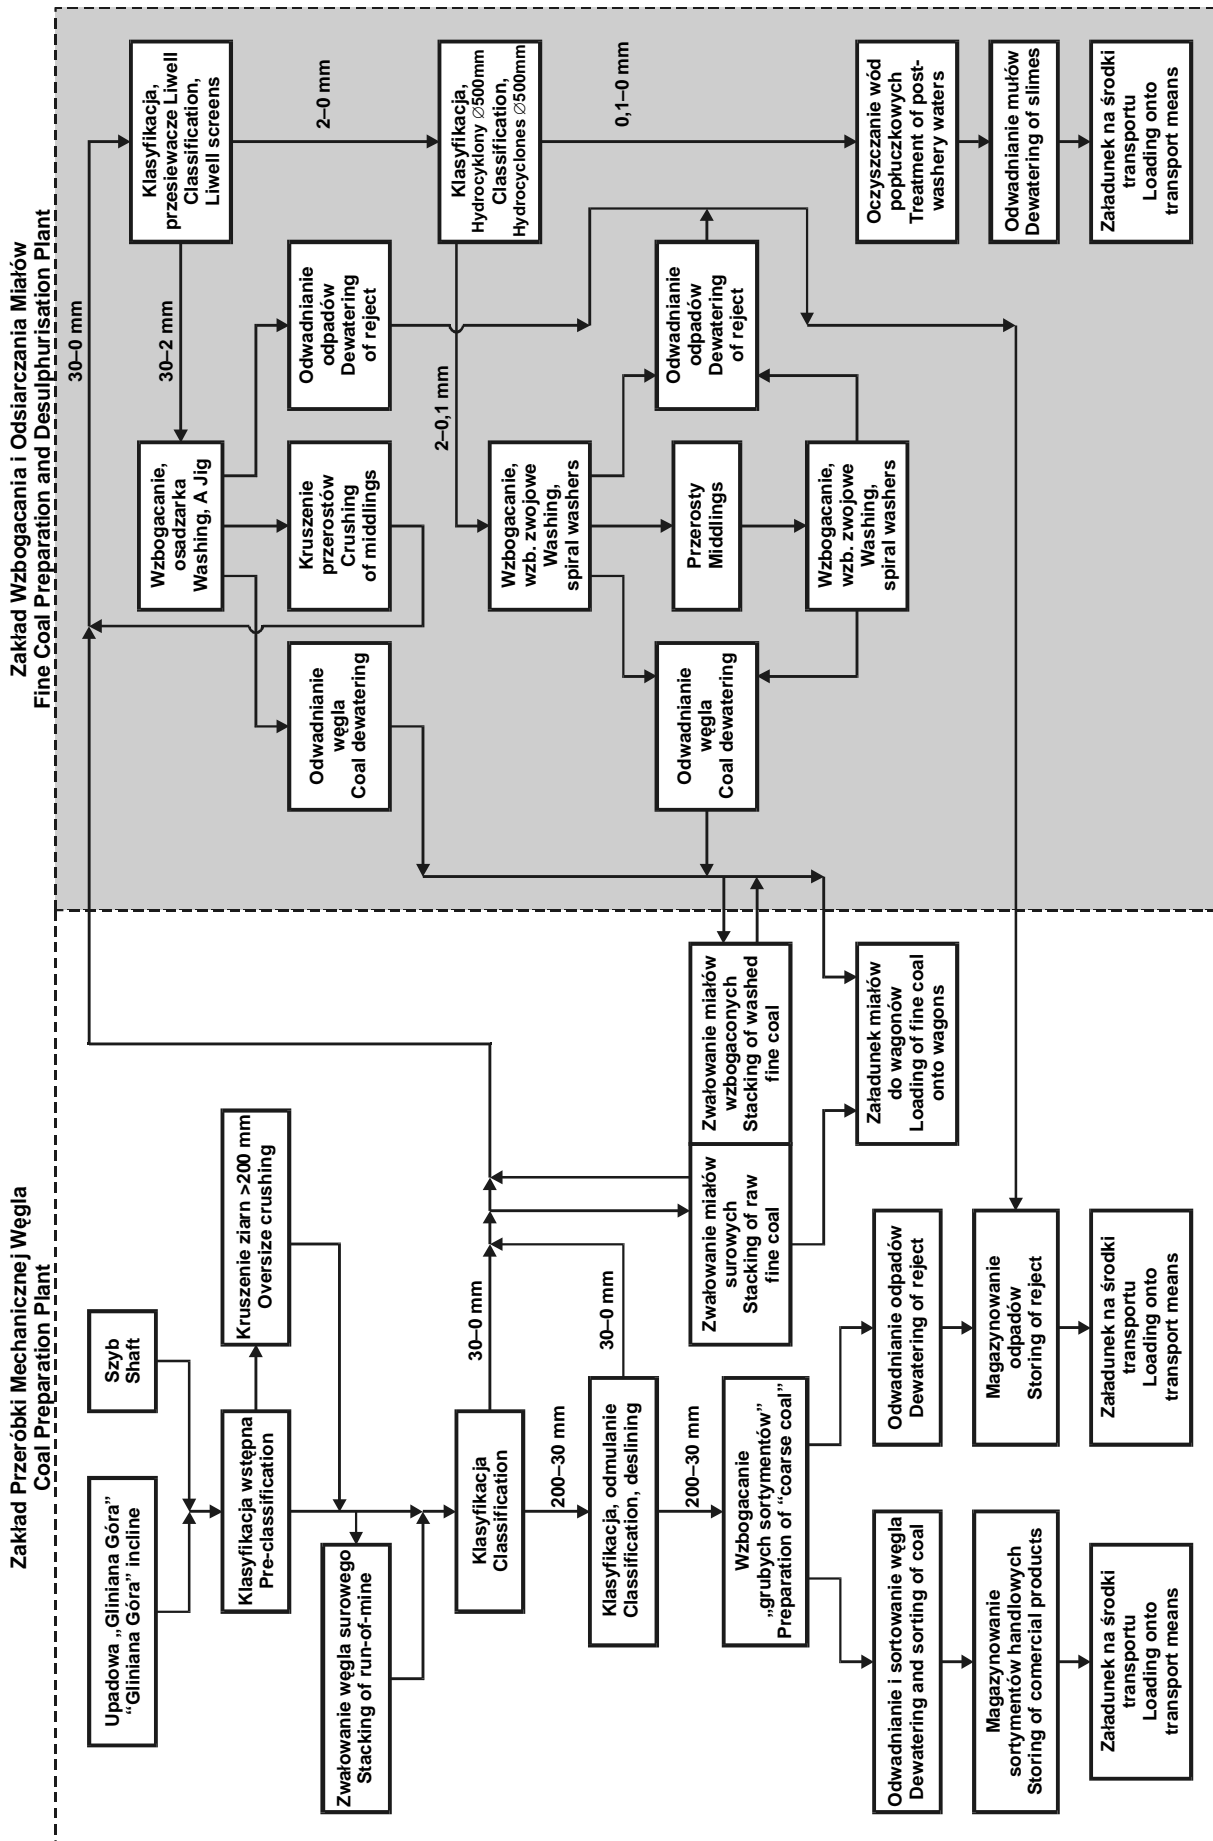 Zakład Przeróbki Mechanicznej Węgla
Coal Preparation Plant
Zakład Wzbogacania i Odsiarczania Miałów
Fine Coal Preparation and Desulphurisation Plant
Upadowa „Gliniana Góra”
“Gliniana Góra” incline
Szyb
Shaft
Klasyfikacja wstępna
Pre-classification
Kruszenie ziarn >200 mm
Oversize crushing
Zwałowanie węgla surowego
Stacking of run-of-mine
Klasyfikacja
Classification
30–0 mm
200–30 mm
Klasyfikacja, odmulanie
Classification, deslining
30–0 mm
200–30 mm
Wzbogacanie
„grubych sortymentów”
Preparation of “coarse coal”
Zwałowanie miałów
surowych
Stacking of raw
fine coal
Zwałowanie miałów
wzbogaconych
Stacking of washed
fine coal
Załadunek miałów
do wagonów
Loading of fine coal
onto wagons
Odwadnianie i sortowanie węgla
Dewatering and sorting of coal
Odwadnianie odpadów
Dewatering of reject
Magazynowanie
sortymentów handlowych
Storing of comercial products
Magazynowanie
odpadów
Storing of reject
Załadunek na środki
transportu
Loading onto
transport means
Załadunek na środki
transportu
Loading onto
transport means
30–0 mm
Klasyfikacja,
przesiewacze Liwell
Classification,
Liwell screens
30–2 mm
2–0 mm
Wzbogacanie,
osadzarka
Washing, A Jig
Odwadnianie
węgla
Coal dewatering
Kruszenie
przerostów
Crushing
of middlings
Odwadnianie
odpadów
Dewatering
of reject
Klasyfikacja,
Hydrocyklony ∅500mm
Classification,
Hydrocyclones ∅500mm
2–0,1 mm
0,1–0 mm
Wzbogacanie,
wzb. zwojowe
Washing,
spiral washers
Odwadnianie
węgla
Coal dewatering
Przerosty
Middlings
Odwadnianie
odpadów
Dewatering
of reject
Wzbogacanie,
wzb. zwojowe
Washing,
spiral washers
Oczyszczanie wód
popłuczkowych
Treatment of post-
washery waters
Odwadnianie mułów
Dewatering of slimes
Załadunek na środki
transportu
Loading onto
transport means